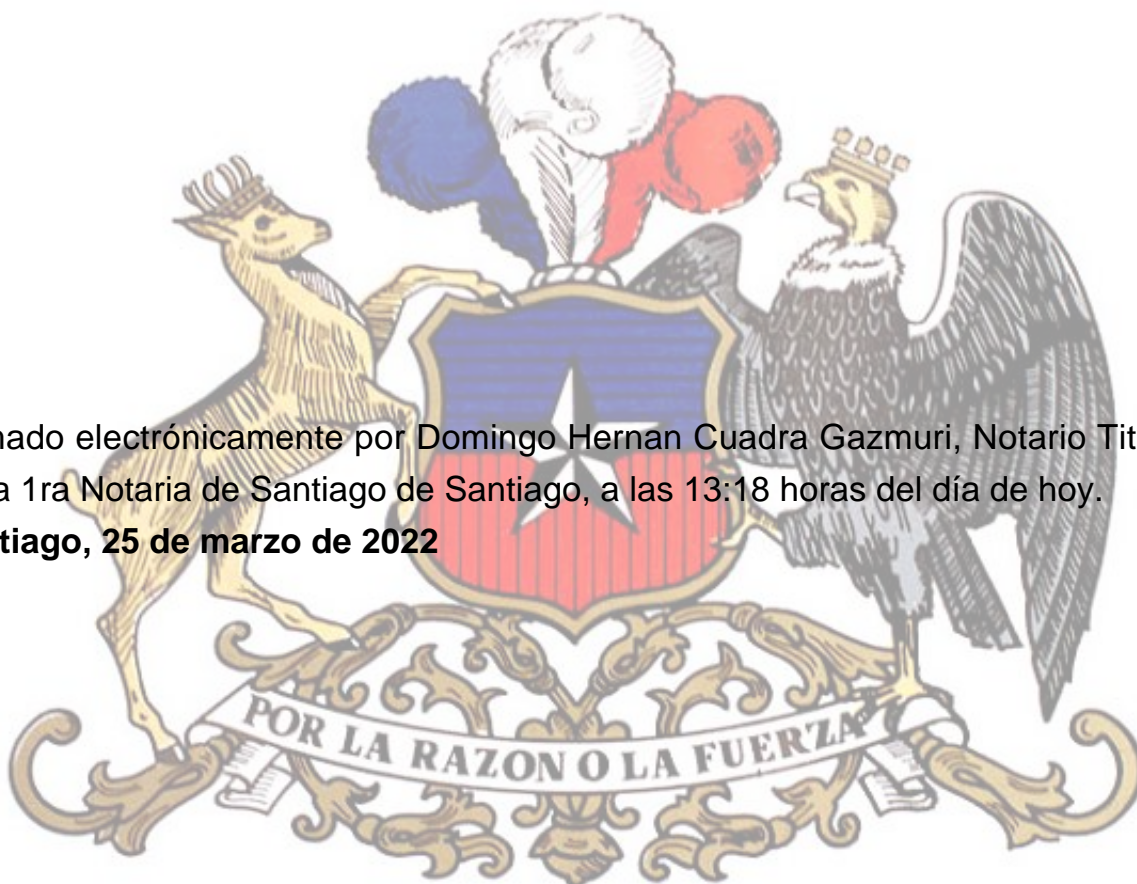 nado electrónicamente por Domingo Hernan Cuadra Gazmuri, Notario Tit
a 1ra Notaria de Santiago de Santiago, a las 13:18 horas del día de hoy.
tiago, 25 de marzo de 2022
POR LA RAZON O LA FUERZA